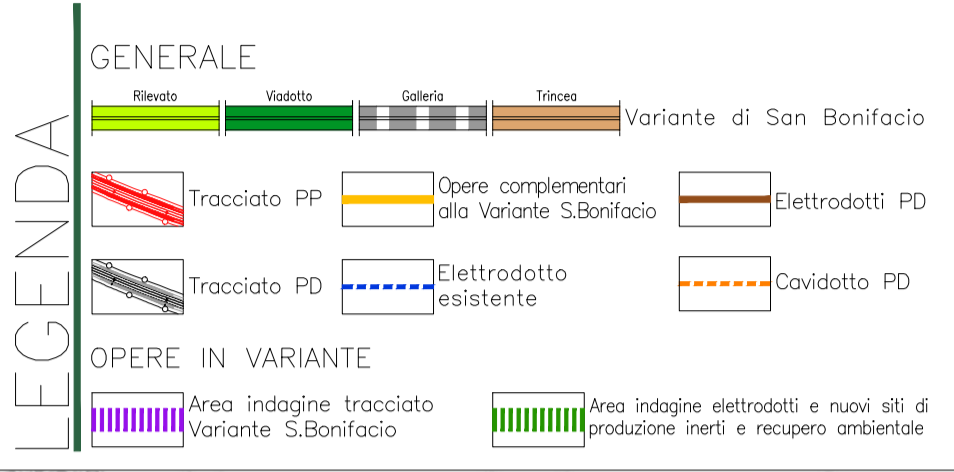 LEGENDA
GENERALE
Rilevato Viadotto Galleria Trincea
Variante di San Bonifacio
Tracciato PP
Opere complementari
alla Variante S.Bonifacio
Elettrodotti PD
Tracciato PD
Elettrodotto
esistente
Cavidotto PD
OPERE IN VARIANTE
Area indagine tracciato
Variante S.Bonifacio
Area indagine elettrodotti e nuovi siti di
produzione inerti e recupero ambientale